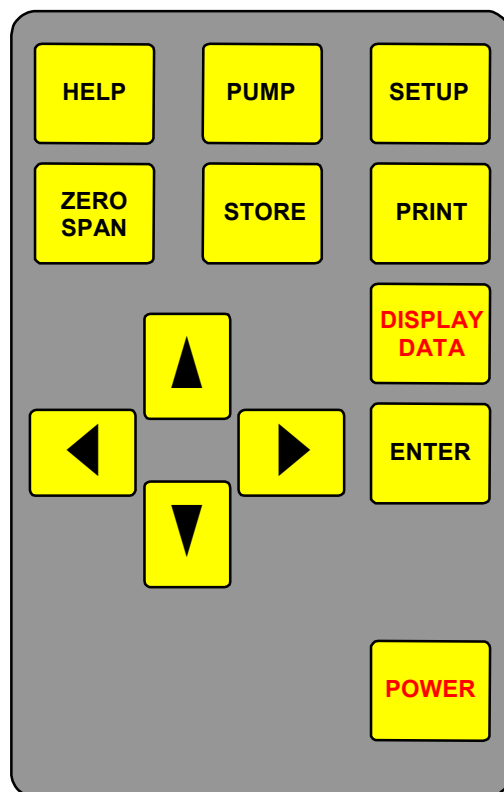 HELP
PUMP
SETUP
ZERO
SPAN
STORE
PRINT
DISPLAY
DATA
ENTER
POWER